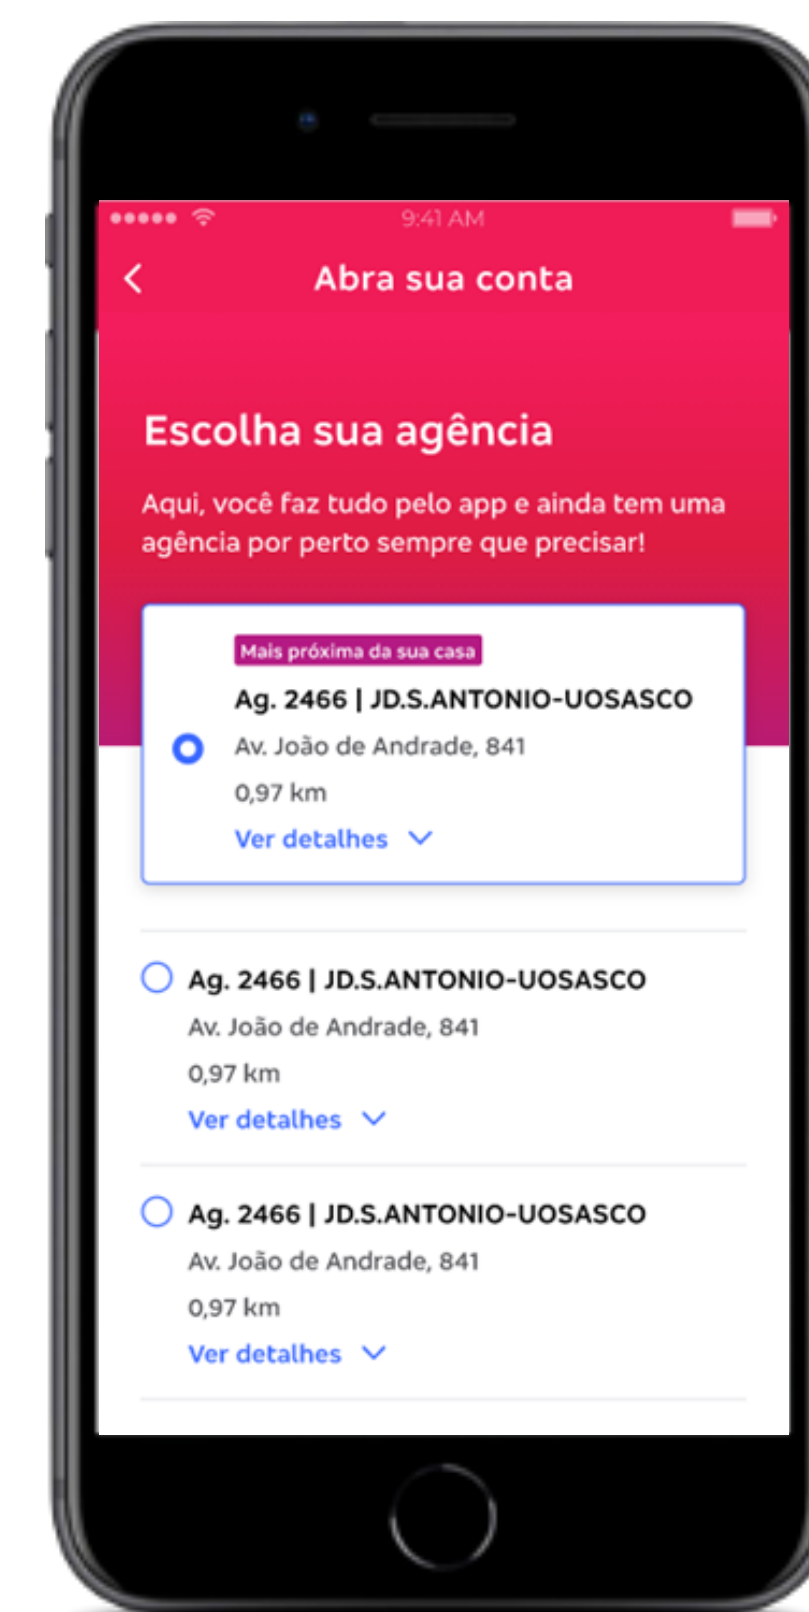 9:41 AM
Abra sua conta
Escolha sua agência
Aqui, você faz tudo pelo app e ainda tem uma
agência por perto sempre que precisar!
Mais próxima da sua casa
Ag. 2466 | JD.S.ANTONIO-UOSASCO
Av. João de Andrade, 841
0,97 km
Ver detalhes
Ag. 2466 | JD.S.ANTONIO-UOSASCO
Av. João de Andrade, 841
0,97 km
Ver detalhes
Ag. 2466 | JD.S.ANTONIO-UOSASCO
Av. João de Andrade, 841
0,97 km
Ver detalhes